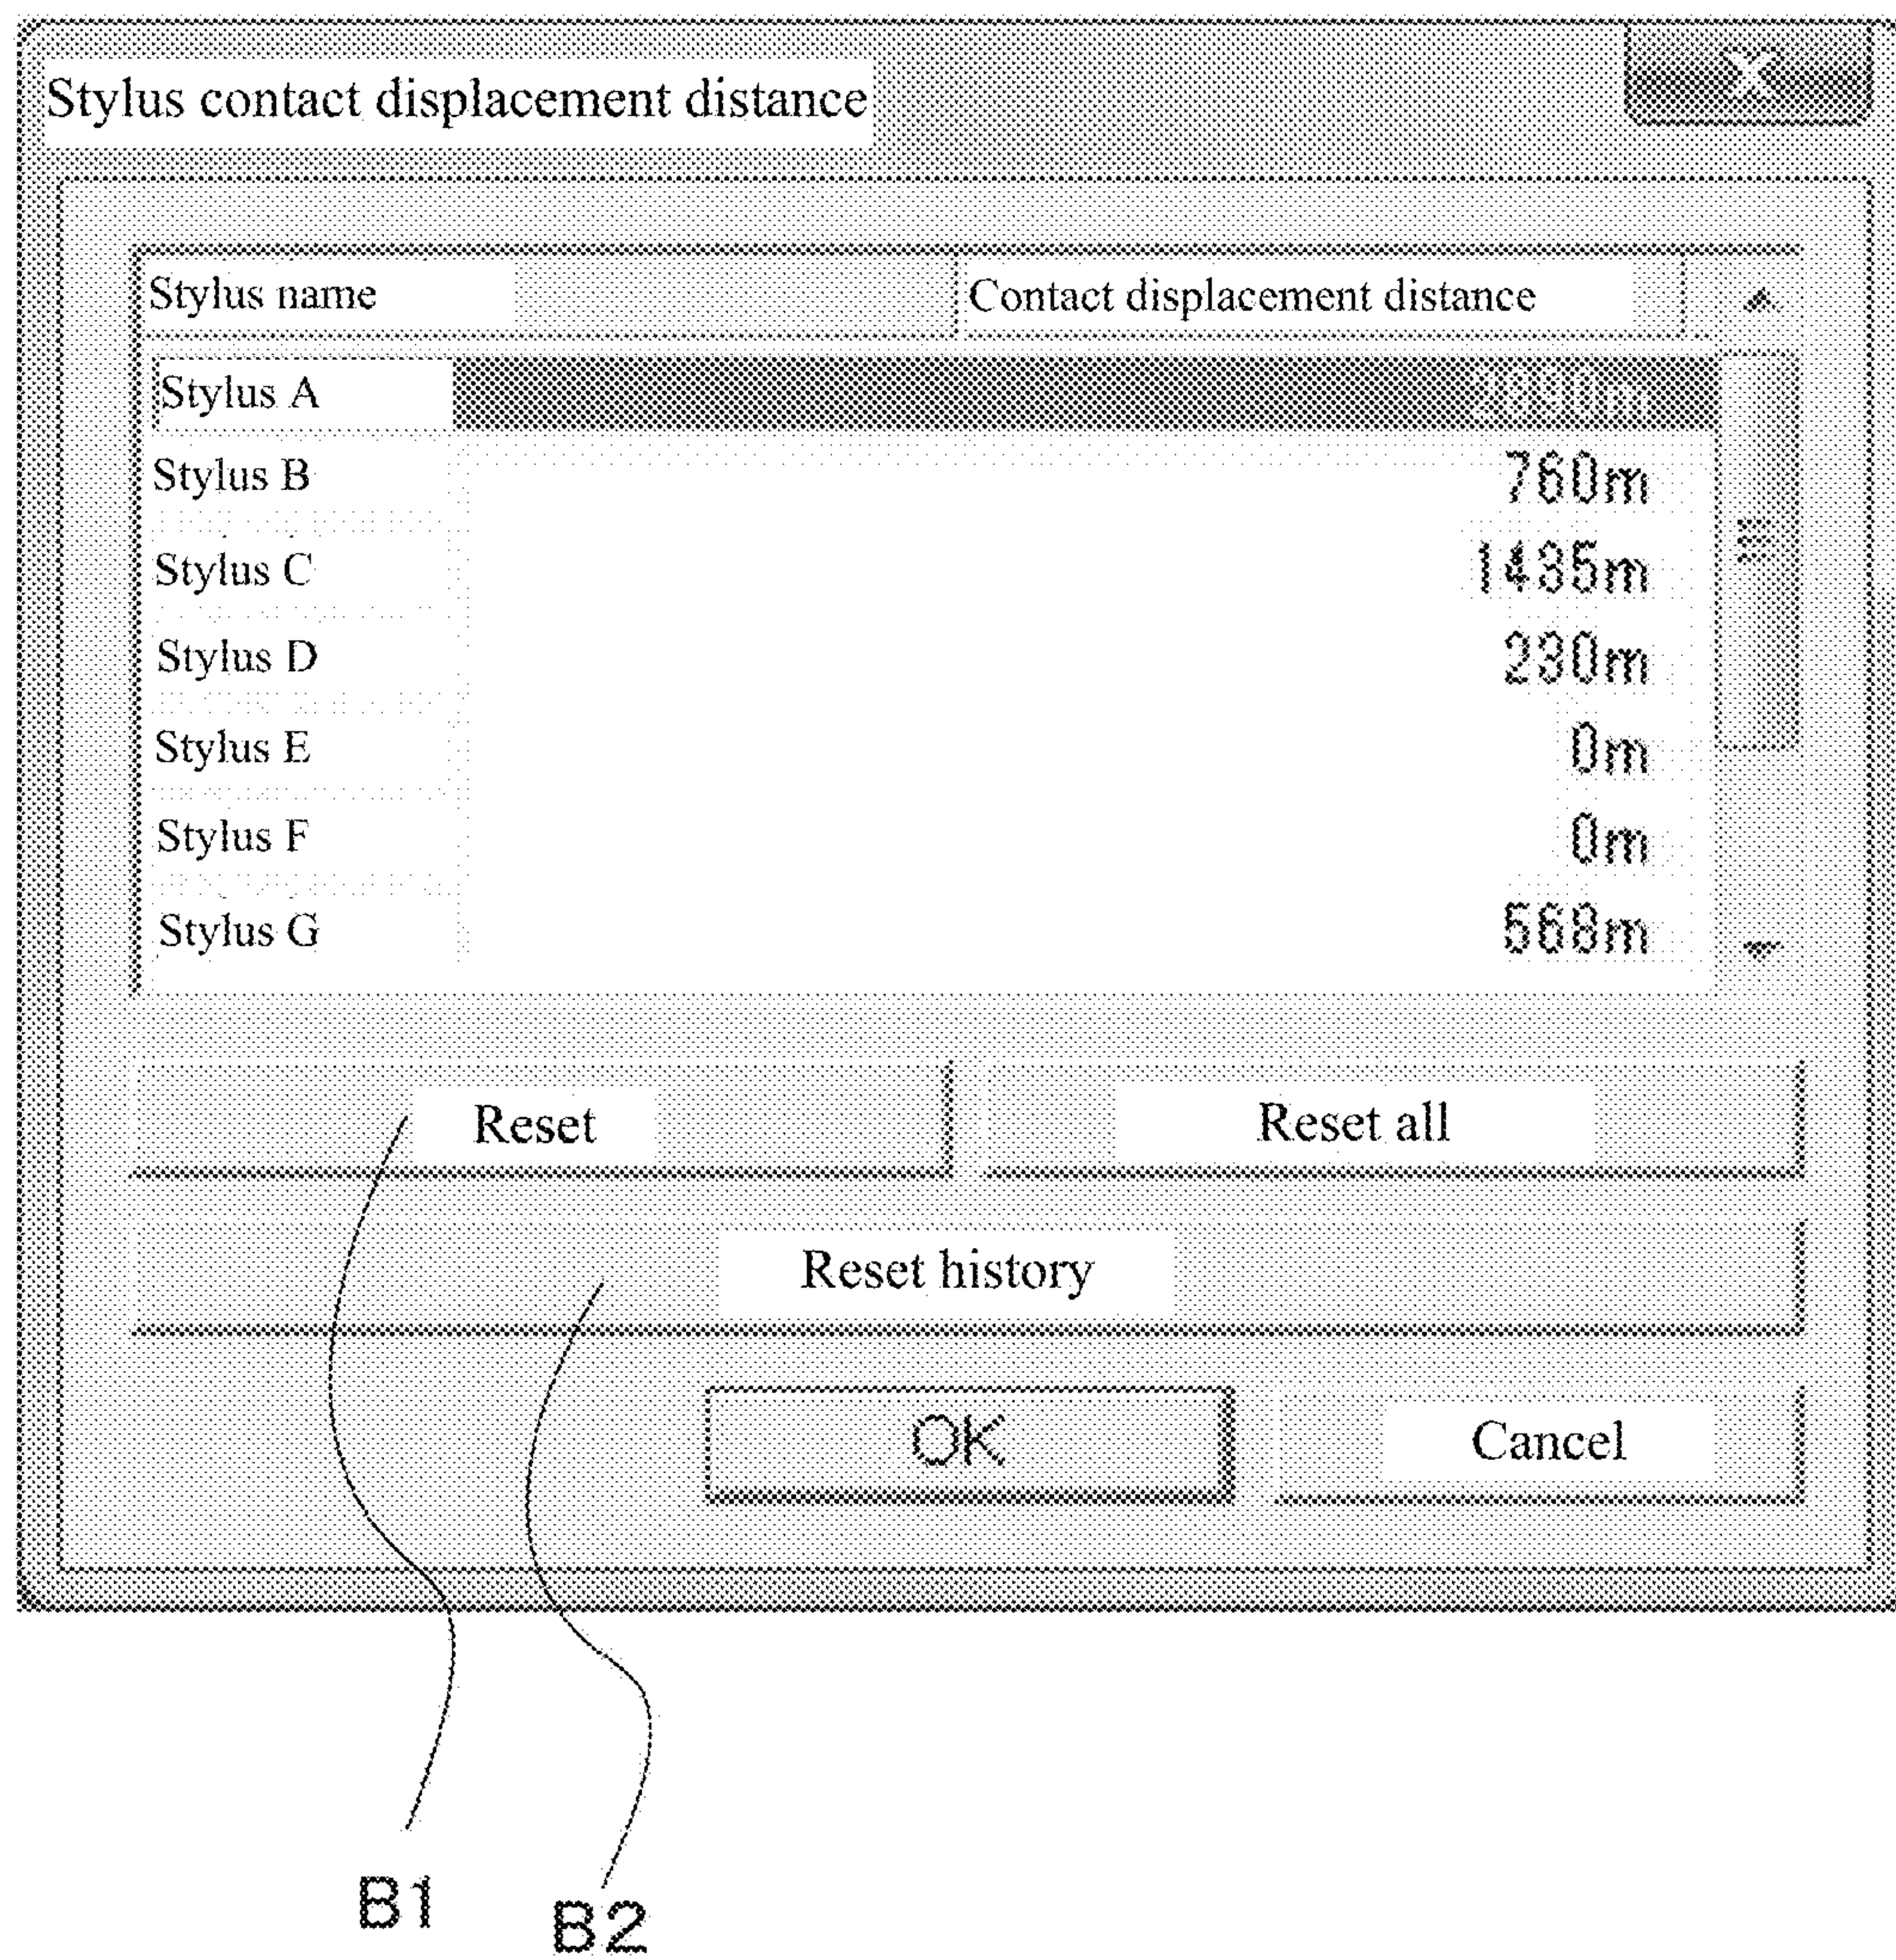 Stylus contact displacement distance
X
Stylus name Contact displacement distance
Stylus A
Stylus B 760m
Stylus C 1435m
Stylus D 230m
Stylus E 0m
Stylus F 0m
Stylus G 568m
Reset Reset all
Reset history
OK Cancel
B1 B2